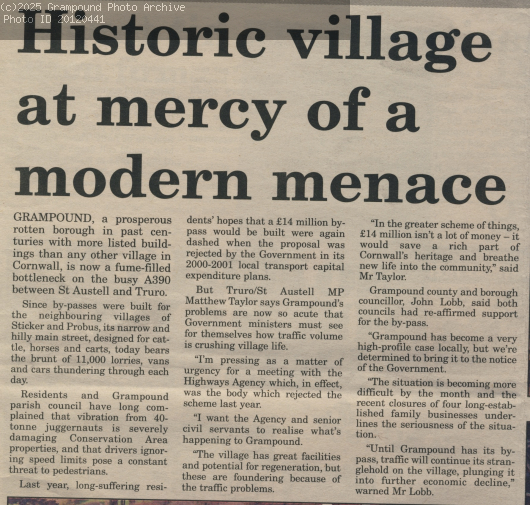 (c)2025 Grampound Photo Archive
Photo ID 20120441
Historic village
at mercy of a
modern menace
GRAMPOUND, a prosperous
rotten borough in past cen-
turies with more listed build-
ings than any other village in
Cornwall, is now a fume-filled
bottleneck on the busy A390
between St Austell and Truro.
Since by-passes were built for
the neighbouring villages of
Sticker and Probus, its narrow and
hilly main street, designed for cat-
tle, horses and carts, today bears
the brunt of 11,000 lorries, vans
and cars thundering through each
day.
Residents and Grampound
parish council have long com-
plained that vibration from 40-
tonne juggernauts is severely
damaging Conservation Area
properties, and that drivers ignor-
ing speed limits pose a constant
threat to pedestrians.
Last year, long-suffering resi-
dents' hopes that a £14 million by-
pass would be built were again
dashed when the proposal was
rejected by the Government in its
2000-2001 local transport capital
expenditure plans.
But Truro/St Austell MP
Matthew Taylor says Grampound's
problems are now so acute that
Government ministers must see
for themselves how traffic volume
is crushing village life.
"I'm pressing as a matter of
urgency for a meeting with the
Highways Agency which, in effect,
was the body which rejected the
scheme last year.
"I want the Agency and senior
civil servants to realise what's
happening to Grampound.
"The village has great facilities
and potential for regeneration, but
these are foundering because of
the traffic problems.
"In the greater scheme of things,
£14 million isn't a lot of money – it
would save a rich part of
Cornwall's heritage and breathe
new life into the community," said
Mr Taylor.
Grampound county and borough
councillor, John Lobb, said both
councils had re-affirmed support
for the by-pass.
"Grampound has become a very
high-profile case locally, but we're
determined to bring it to the notice
of the Government.
"The situation is becoming more
difficult by the month and the
recent closures of four long-estab-
lished family businesses under-
lines the seriousness of the situa-
tion.
"Until Grampound has its by-
pass, traffic will continue its stran-
glehold on the village, plunging it
into further economic decline,"
warned Mr Lobb.